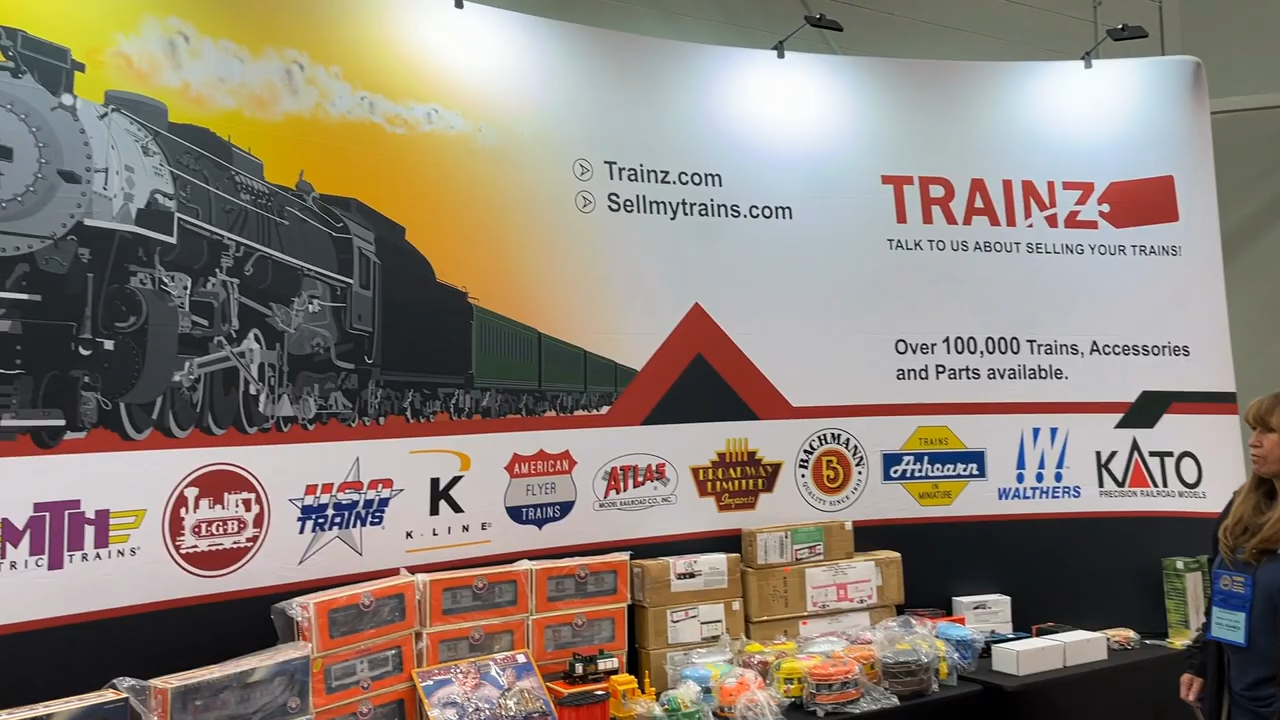 Trainz.com
Sellmytrains.com
TRAINZ
TALK TO US ABOUT SELLING YOUR TRAINS!
Over 100,000 Trains, Accessories
and Parts available.
MTH
TRIC TRAINS
LGB
USA
TRAINS
K
K-LINE
AMERICAN
FLYER
TRAINS
ATLAS
MODEL RAILROAD CO., INC.
BROADWAY
LIMITED
Imports
BACHMANN
B
QUALITY SINCE 1833
TRAINS
Athearn
IN
MINIATURE
WALTHERS
KATO
PRECISION RAILROAD MODELS